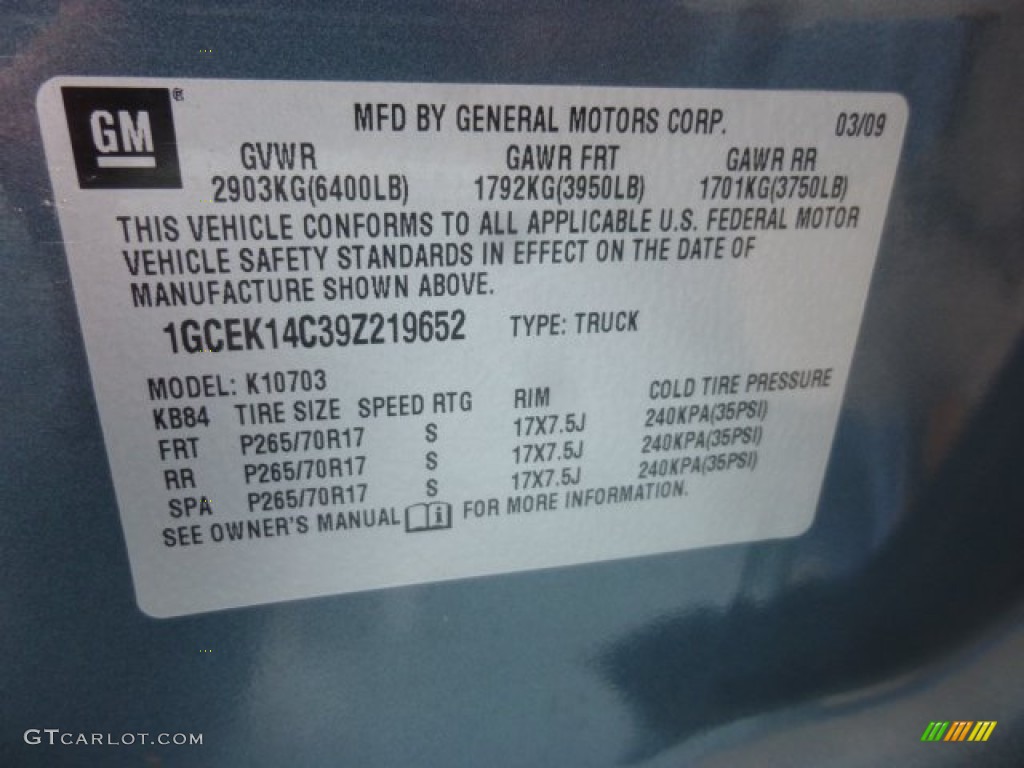 GM®
MFD BY GENERAL MOTORS CORP. 03/09
GVWR GAWR FRT GAWR RR
2903KG(6400LB) 1792KG(3950LB) 1701KG(3750LB)
THIS VEHICLE CONFORMS TO ALL APPLICABLE U.S. FEDERAL MOTOR
VEHICLE SAFETY STANDARDS IN EFFECT ON THE DATE OF
MANUFACTURE SHOWN ABOVE.
1GCEK14C39Z219652 TYPE: TRUCK
MODEL: K10703
KB84 TIRE SIZE SPEED RTG RIM COLD TIRE PRESSURE
FRT P265/70R17 S 17X7.5J 240KPA(35PSI)
RR P265/70R17 S 17X7.5J 240KPA(35PSI)
SPA P265/70R17 S 17X7.5J 240KPA(35PSI)
SEE OWNER'S MANUAL FOR MORE INFORMATION.
GTCARLOT.COM